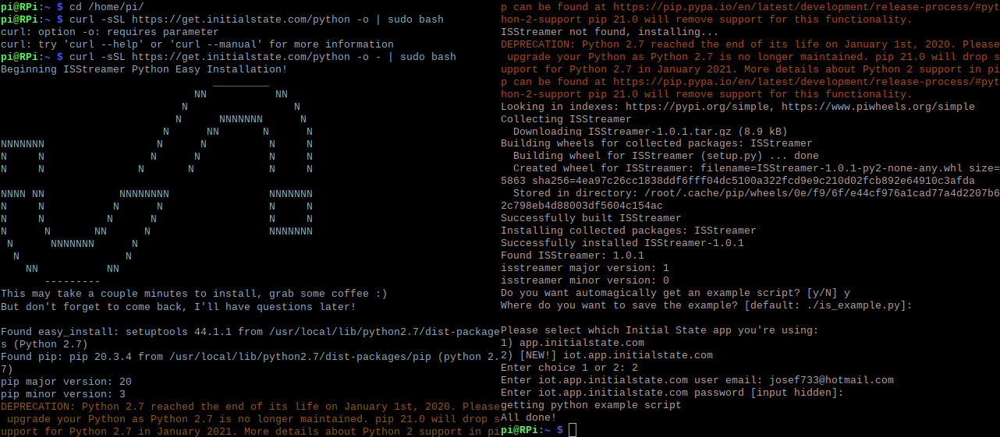 pi@RPi:~ $ cd /home/pi/
pi@RPi:~ $ curl -sSL https://get.initialstate.com/python -o | sudo bash
curl: option -o: requires parameter
curl: try 'curl --help' or 'curl --manual' for more information
pi@RPi:~ $ curl -sSL https://get.initialstate.com/python -o - | sudo bash
Beginning ISStreamer Python Easy Installation!
                                  _________
                               NN           NN
                             N                 N
                            N      NNNNNNN      N
                          N      NN       N      N
NNNNNNN                  N      N          N     N
N     N                 N      N           N     N
N     N               N       N            N     N

NNNN NN            NNNNNNNN                NNNNNNN
N     N           N      N                 N     N
N     N          N      N                  N     N
N      N       NN      N                   NNNNNNN
 N      NNNNNNN      N
  N                 N
    NN           NN
       ---------
This may take a couple minutes to install, grab some coffee :)
But don't forget to come back, I'll have questions later!

Found easy_install: setuptools 44.1.1 from /usr/local/lib/python2.7/dist-package
s (Python 2.7)
Found pip: pip 20.3.4 from /usr/local/lib/python2.7/dist-packages/pip (python 2.
7)
pip major version: 20
pip minor version: 3
DEPRECATION: Python 2.7 reached the end of its life on January 1st, 2020. Please
 upgrade your Python as Python 2.7 is no longer maintained. pip 21.0 will drop s
upport for Python 2.7 in January 2021. More details about Python 2 support in pi
p can be found at https://pip.pypa.io/en/latest/development/release-process/#pyt
hon-2-support pip 21.0 will remove support for this functionality.
ISStreamer not found, installing...
DEPRECATION: Python 2.7 reached the end of its life on January 1st, 2020. Please
 upgrade your Python as Python 2.7 is no longer maintained. pip 21.0 will drop s
upport for Python 2.7 in January 2021. More details about Python 2 support in pi
p can be found at https://pip.pypa.io/en/latest/development/release-process/#pyt
hon-2-support pip 21.0 will remove support for this functionality.
Looking in indexes: https://pypi.org/simple, https://www.piwheels.org/simple
Collecting ISStreamer
  Downloading ISStreamer-1.0.1.tar.gz (8.9 kB)
Building wheels for collected packages: ISStreamer
  Building wheel for ISStreamer (setup.py) ... done
  Created wheel for ISStreamer: filename=ISStreamer-1.0.1-py2-none-any.whl size=
5863 sha256=4ea97c26cc1838ddf6fff04dc5100a322fcd9e9c210d02fcb892e64910c3afda
  Stored in directory: /root/.cache/pip/wheels/0e/f9/6f/e44cf976a1cad77a4d2207b6
2c798eb4d88003df5604c154ac
Successfully built ISStreamer
Installing collected packages: ISStreamer
Successfully installed ISStreamer-1.0.1
Found ISStreamer: 1.0.1
isstreamer major version: 1
isstreamer minor version: 0
Do you want automagically get an example script? [y/N] y
Where do you want to save the example? [default: ./is_example.py]:

Please select which Initial State app you're using:
1) app.initialstate.com
2) [NEW!] iot.app.initialstate.com
Enter choice 1 or 2: 2
Enter iot.app.initialstate.com user email: josef733@hotmail.com
Enter iot.app.initialstate.com password [input hidden]:
getting python example script
All done!
pi@RPi:~ $